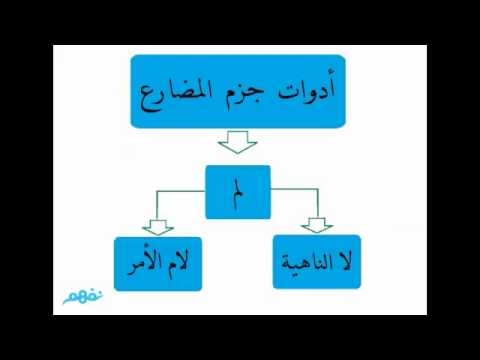 أدوات جزم المضارع
لم
لا الناهية
لام الأمر
نفهم